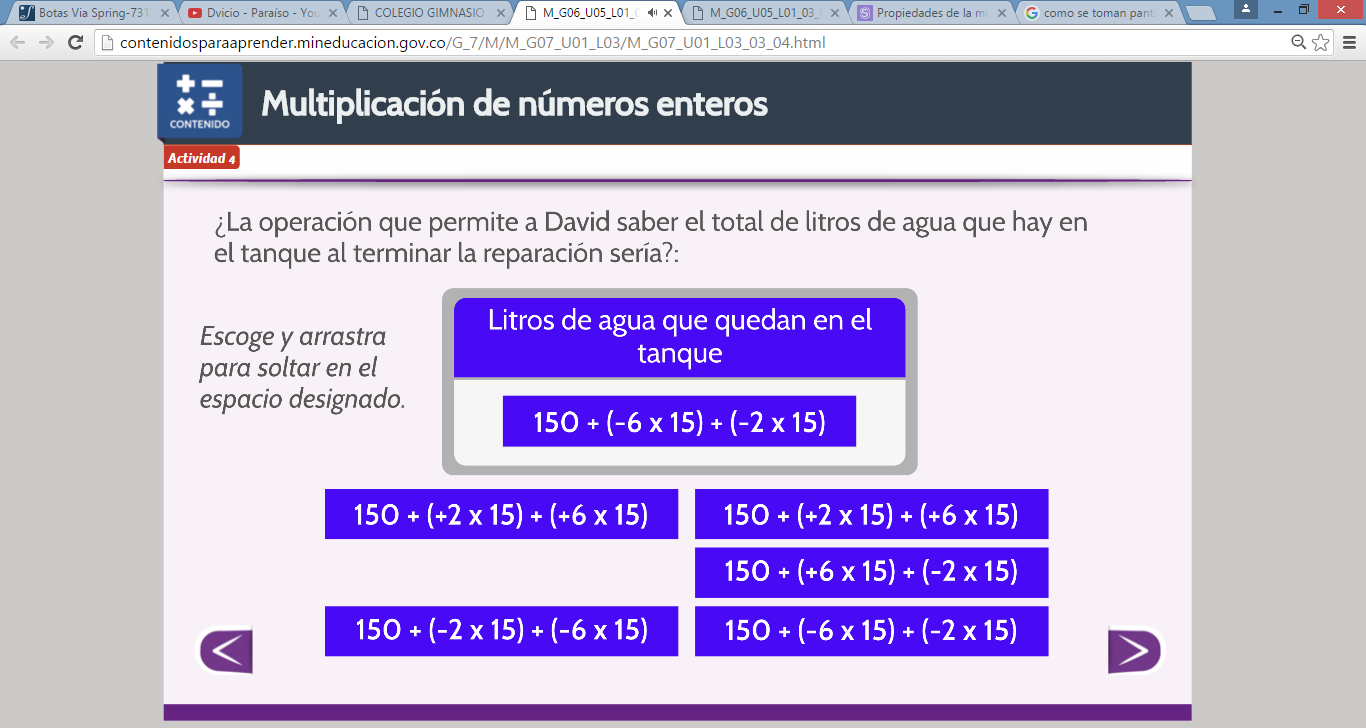 Botas Via Spring-731
Dvicio - Paraíso - You
COLEGIO GIMNASIO
M_G06_U05_L01_
M_G06_U05_L01_03_
Propiedades de la m
como se toman pant
contenidosparaaprender.mineducacion.gov.co/G_7/M/M_G07_U01_L03/M_G07_U01_L03_03_04.html
CONTENIDO
Multiplicación de números enteros
Actividad 4
¿La operación que permite a David saber el total de litros de agua que hay en
el tanque al terminar la reparación sería?:
Escoge y arrastra
para soltar en el
espacio designado.
Litros de agua que quedan en el
tanque
150 + (-6 x 15) + (-2 x 15)
150 + (+2 x 15) + (+6 x 15)
150 + (+2 x 15) + (+6 x 15)
150 + (+6 x 15) + (-2 x 15)
150 + (-2 x 15) + (-6 x 15)
150 + (-6 x 15) + (-2 x 15)